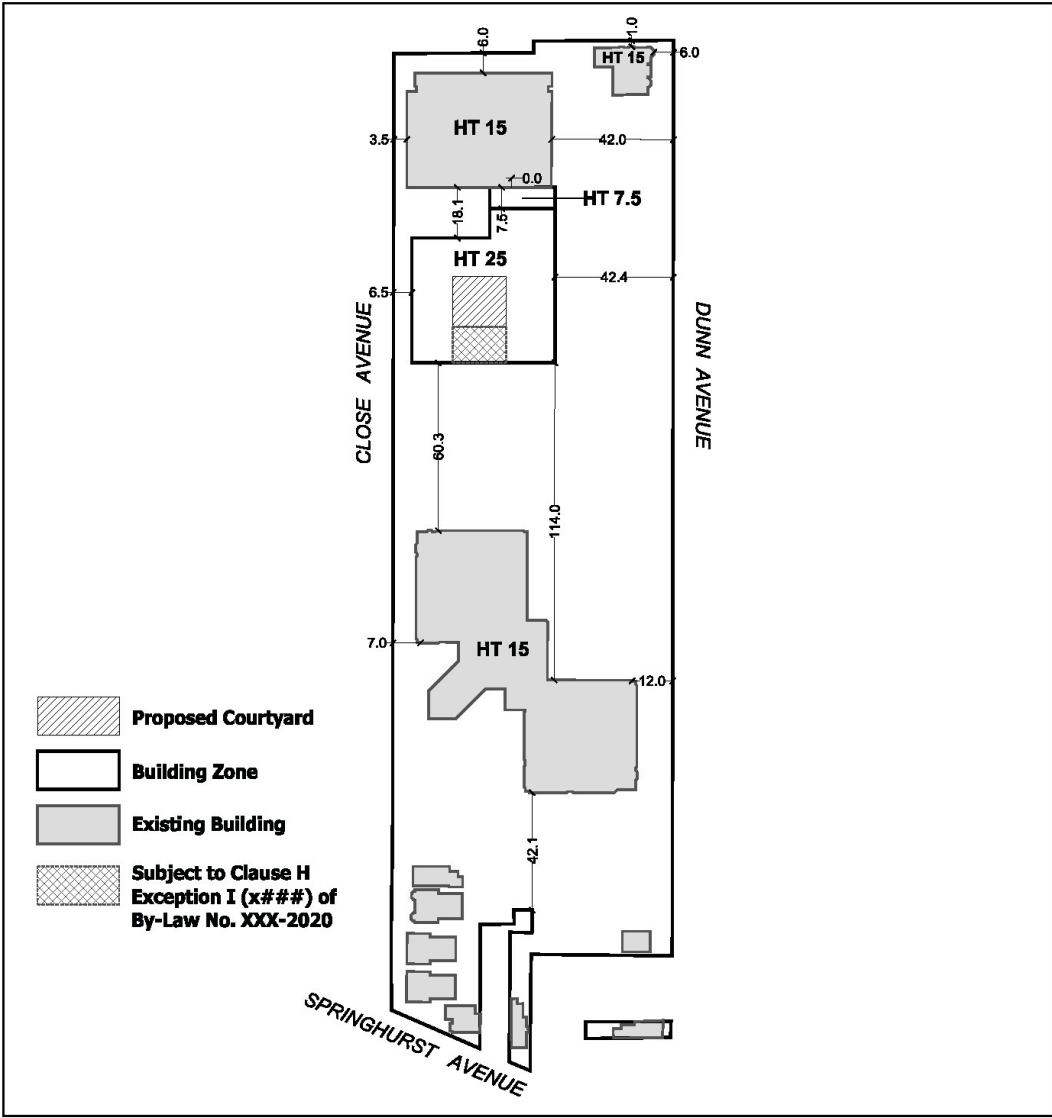 6.0
1.0
HT 15
6.0
HT 15
3.5
42.0
0.0
HT 7.5
18.1
7.5
HT 25
42.4
6.5
CLOSE AVENUE
DUNN AVENUE
60.3
114.0
7.0
HT 15
12.0
Proposed Courtyard
Building Zone
Existing Building
42.1
Subject to Clause H
Exception I (x###) of
By-Law No. XXX-2020
SPRINGHURST AVENUE